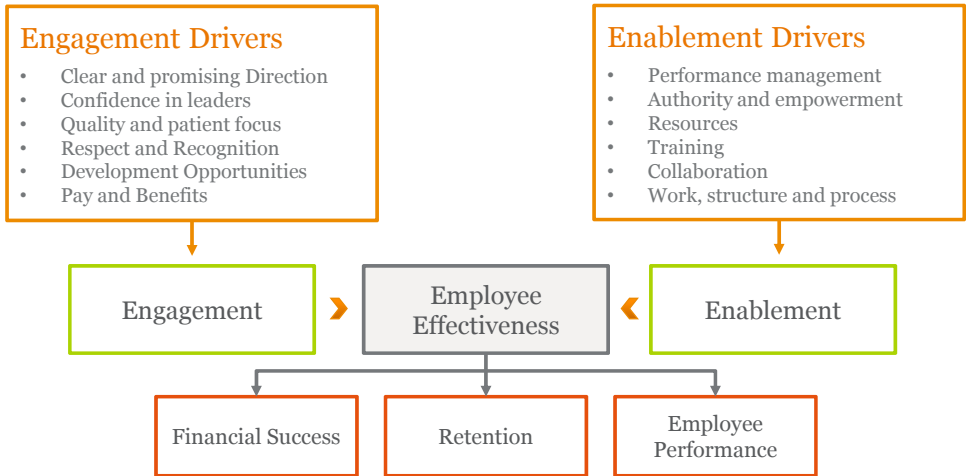 Engagement Drivers
• Clear and promising Direction
• Confidence in leaders
• Quality and patient focus
• Respect and Recognition
• Development Opportunities
• Pay and Benefits
Enablement Drivers
• Performance management
• Authority and empowerment
• Resources
• Training
• Collaboration
• Work, structure and process
Engagement
Employee
Effectiveness
Enablement
Financial Success
Retention
Employee
Performance